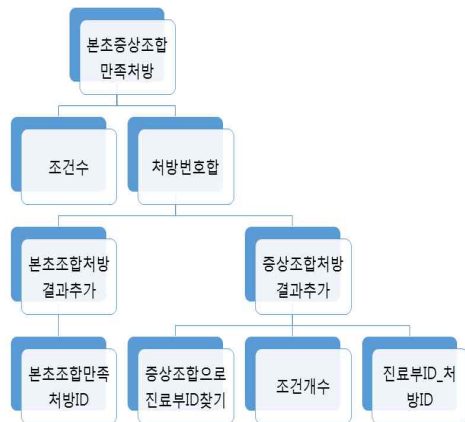 본초증상조합
만족처방
조건수
처방번호합
본초조합처방
결과추가
증상조합처방
결과추가
본초조합만족
처방ID
증상조합으로
진료부ID찾기
조건개수
진료부ID_처
방ID